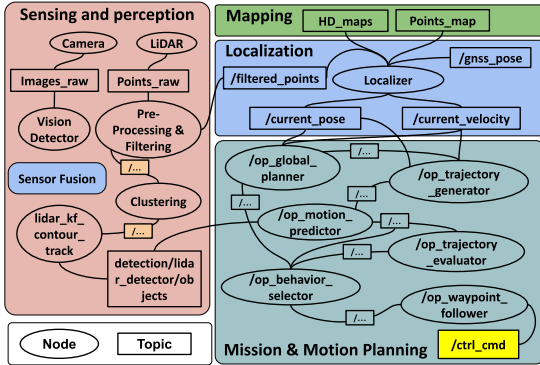 Sensing and perception
Camera
LiDAR
Images_raw
Points_raw
Vision
Detector
Pre-
Processing &
Filtering
/...
Sensor Fusion
Clustering
/...
lidar_kf_
contour_
track
detection/lida
r_detector/ob
jects
Node
Topic
Mapping
HD_maps
Points_map
Localization
/gnss_pose
/filtered_points
Localizer
/current_pose
/current_velocity
/op_global_
planner
/...
/op_trajectory
_generator
/...
/...
/op_motion_
predictor
/...
/op_trajectory
_evaluator
/...
/op_behavior_
selector
/op_waypoint_
follower
/...
Mission & Motion Planning
/ctrl_cmd